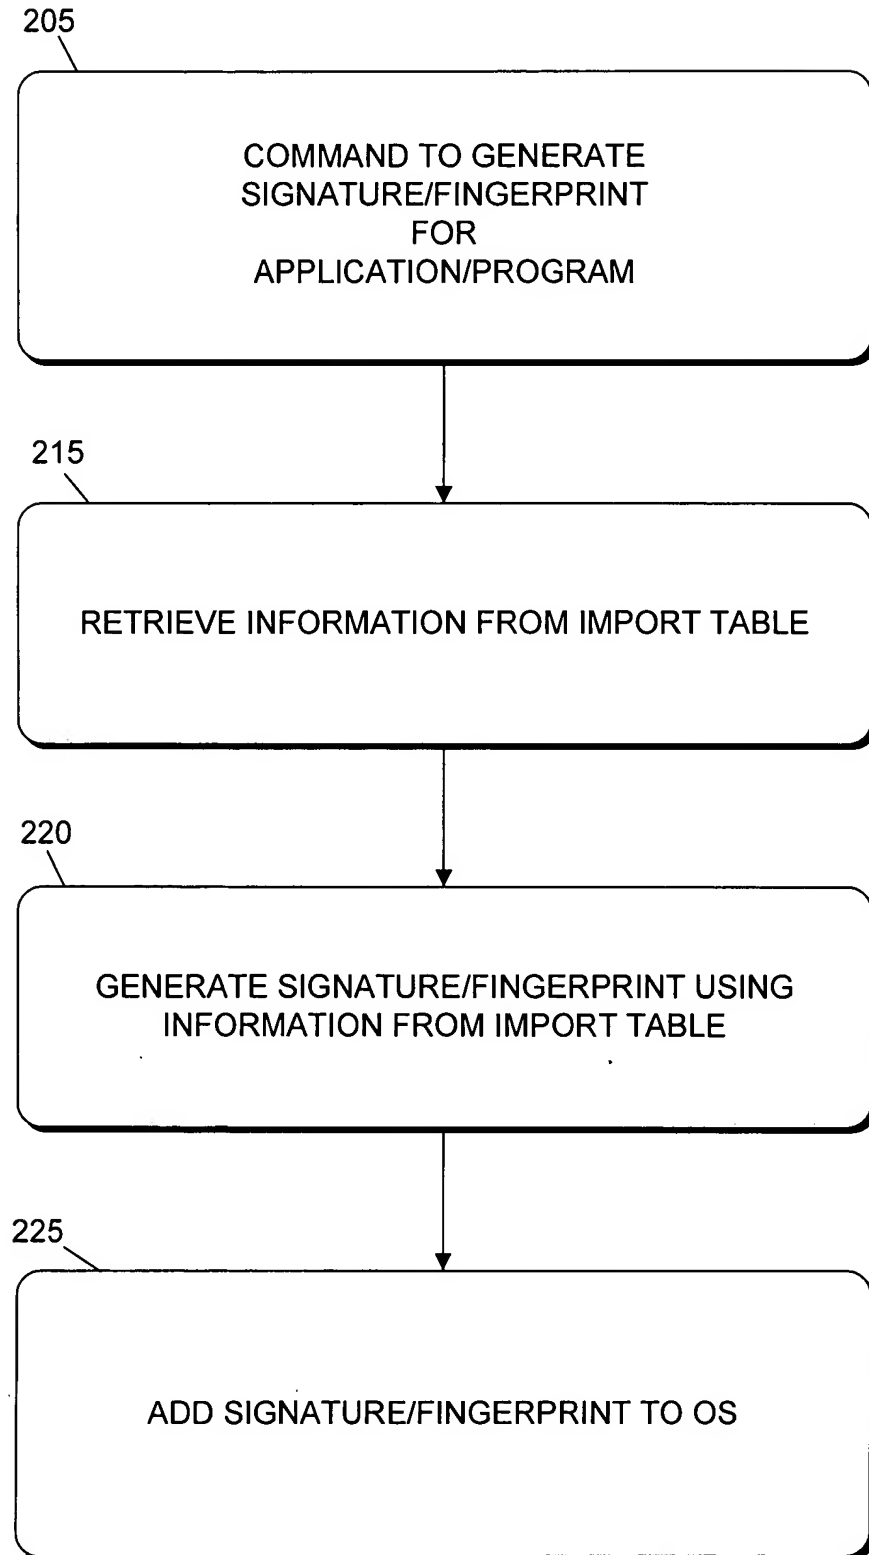 205
COMMAND TO GENERATE
SIGNATURE/FINGERPRINT
FOR
APPLICATION/PROGRAM
215
RETRIEVE INFORMATION FROM IMPORT TABLE
220
GENERATE SIGNATURE/FINGERPRINT USING
INFORMATION FROM IMPORT TABLE
225
ADD SIGNATURE/FINGERPRINT TO OS